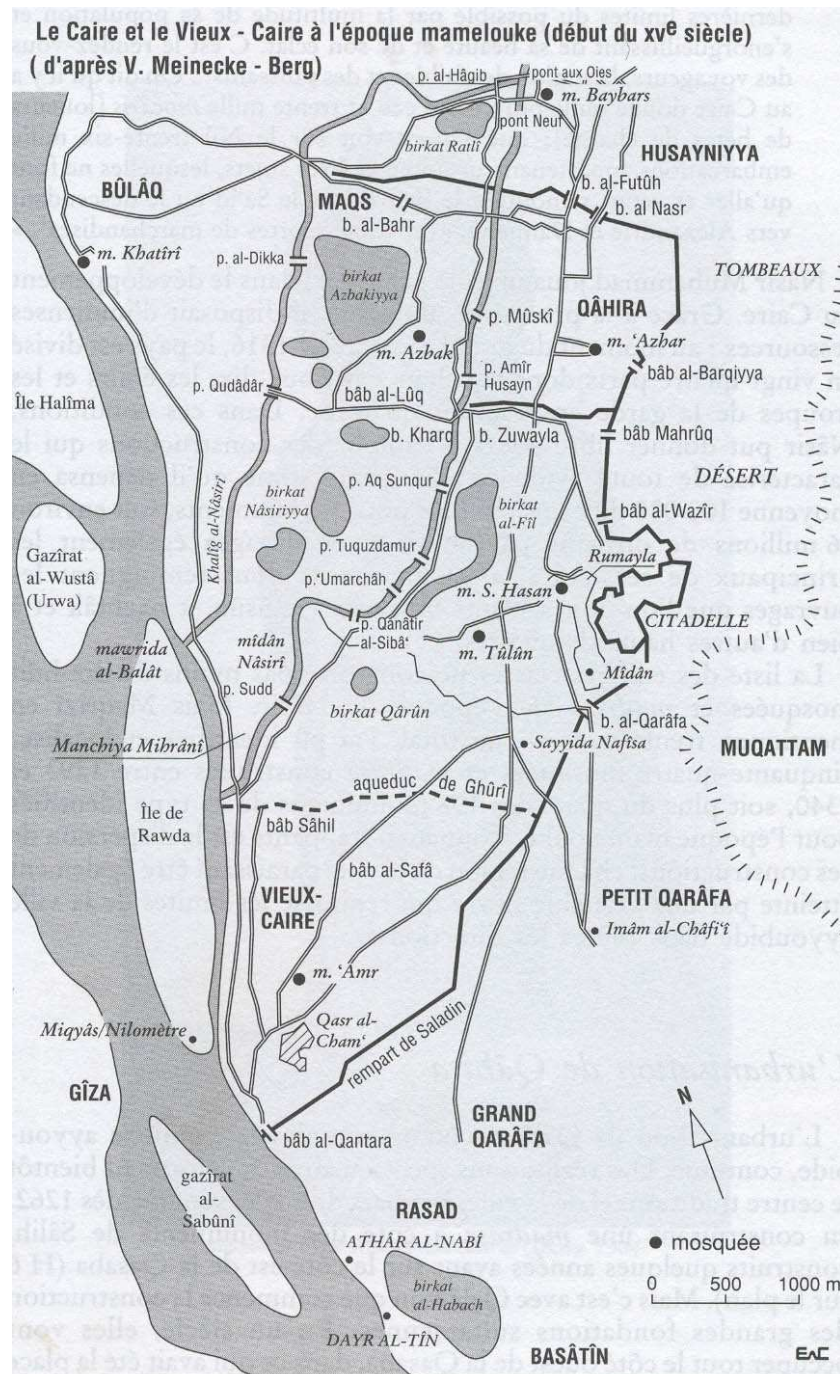 Le Caire et le Vieux - Caire à l'époque mamelouke (début du XVe siècle)
( d'après V. Meinecke - Berg)
p. al-Hâgib
pont aux Oies
m. Baybars
pont Neuf
birkat Ratlî
HUSAYNIYYA
BÛLÂQ
MAQS
b. al-Futûh
b. al Nasr
b. al-Bahr
m. Khatîrî
p. al-Dikka
birkat
Azbakiyya
TOMBEAUX
QÂHIRA
p. Mûskî
m. Azbak
m. 'Azhar
p. Qudâdâr
p. Amîr
Husayn
bâb al-Barqiyya
bâb al-Lûq
Île Halîma
b. Kharq
b. Zuwayla
bâb Mahrûq
DÉSERT
p. Aq Sunqur
birkat
Nâsiriyya
birkat
al-Fîl
bâb al-Wazîr
Khalîg al-Nâsirî
Gazîrat
al-Wustâ
(Urwa)
p. Tuquzdamur
Rumayla
p.'Umarchâh
m. S. Hasan
CITADELLE
p. Qanâtir
al-Sibâ'
mawrida
al-Balât
mîdân
Nâsirî
m. Tûlûn
Mîdân
p. Sudd
birkat Qârûn
b. al-Qarâfa
Sayyida Nafîsa
MUQATTAM
Manchiya Mihrânî
aqueduc de Ghûrî
Île de
Rawda
bâb Sâhil
bâb al-Safâ
VIEUX-
CAIRE
PETIT QARÂFA
Imâm al-Châfi'î
m. 'Amr
Qasr al-
Cham'
Miqyâs/Nilomètre
rempart de Saladin
GÎZA
N
GRAND
QARÂFA
bâb al-Qantara
gazîrat
al-
Sabûnî
RASAD
ATHÂR AL-NABÎ
mosquée
birkat
al-Habach
0 500 1000 m
DAYR AL-TÎN
BASÂTÎN
EAC